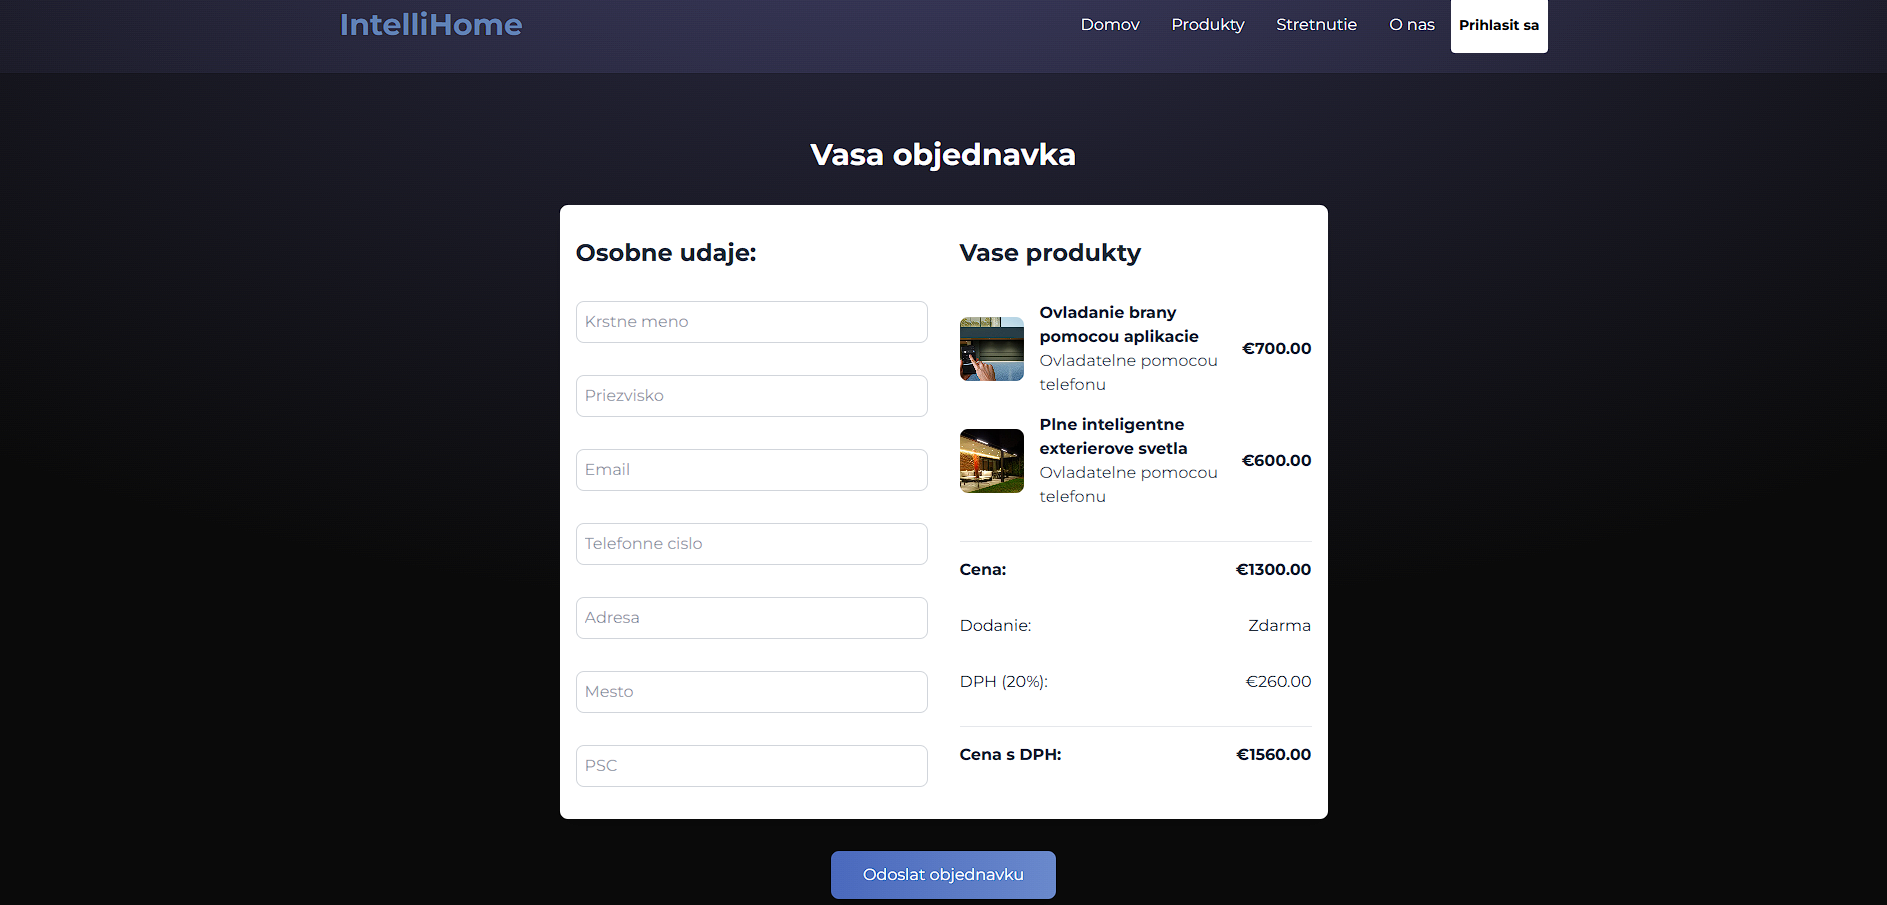 IntelliHome
Domov
Produkty
Stretnutie
O nas
Prihlasit sa
Vasa objednavka
Osobne udaje:
Krstne meno
Priezvisko
Email
Telefonne cislo
Adresa
Mesto
PSC
Vase produkty
Ovladanie brany
pomocou aplikacie
Ovladatelne pomocou
telefonu
€700.00
Plne inteligentne
exterierove svetla
Ovladatelne pomocou
telefonu
€600.00
Cena: €1300.00
Dodanie: Zdarma
DPH (20%): €260.00
Cena s DPH: €1560.00
Odoslat objednavku